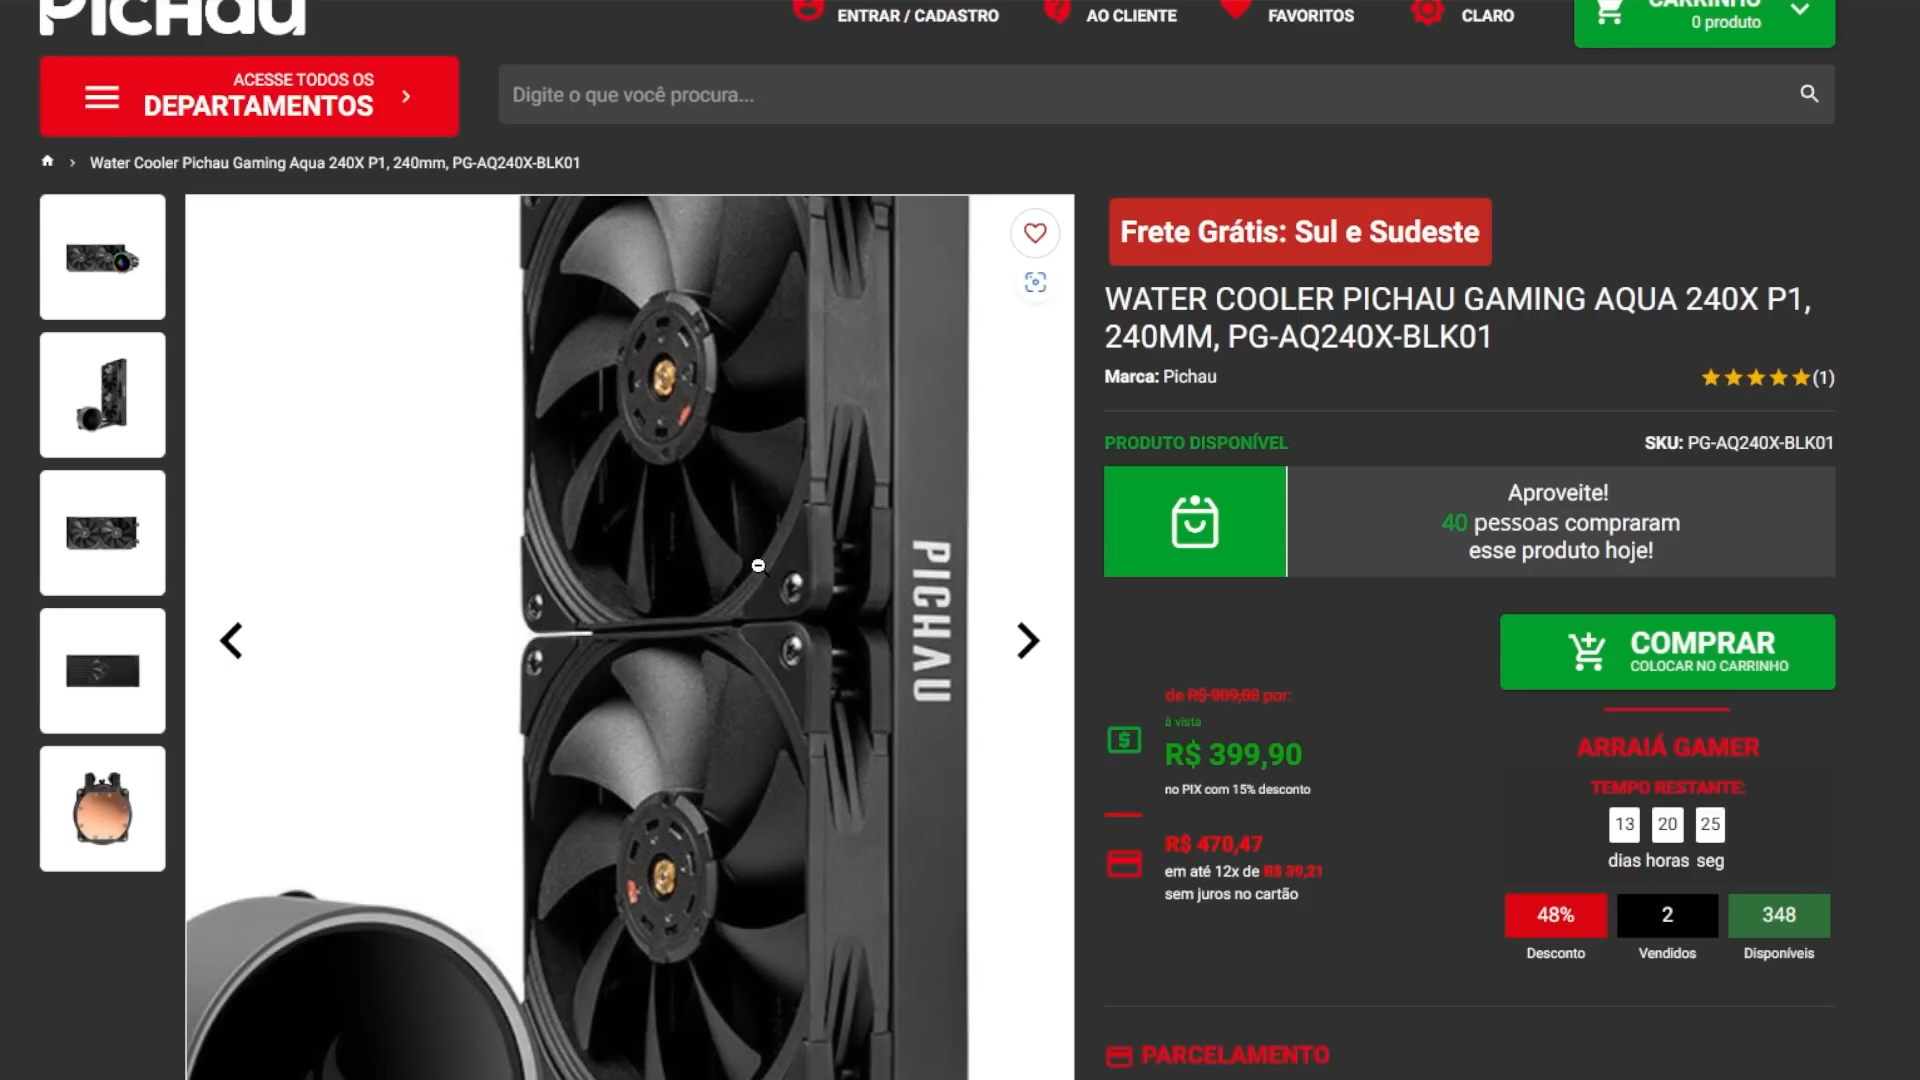 PICHAU
ENTRAR / CADASTRO
AO CLIENTE
FAVORITOS
CLARO
CARRINHO
0 produto
ACESSE TODOS OS
DEPARTAMENTOS
Digite o que você procura...
Water Cooler Pichau Gaming Aqua 240X P1, 240mm, PG-AQ240X-BLK01
PICHAU
Frete Grátis: Sul e Sudeste
WATER COOLER PICHAU GAMING AQUA 240X P1,
240MM, PG-AQ240X-BLK01
Marca: Pichau
(1)
PRODUTO DISPONÍVEL
SKU: PG-AQ240X-BLK01
Aproveite!
40 pessoas compraram
esse produto hoje!
COMPRAR
COLOCAR NO CARRINHO
de R$ 909,00 por:
à vista
R$ 399,90
no PIX com 15% desconto
R$ 470,47
em até 12x de R$ 39,21
sem juros no cartão
ARRAIÁ GAMER
TEMPO RESTANTE:
13 20 25
dias horas seg
48% 2 348
Desconto Vendidos Disponíveis
PARCELAMENTO